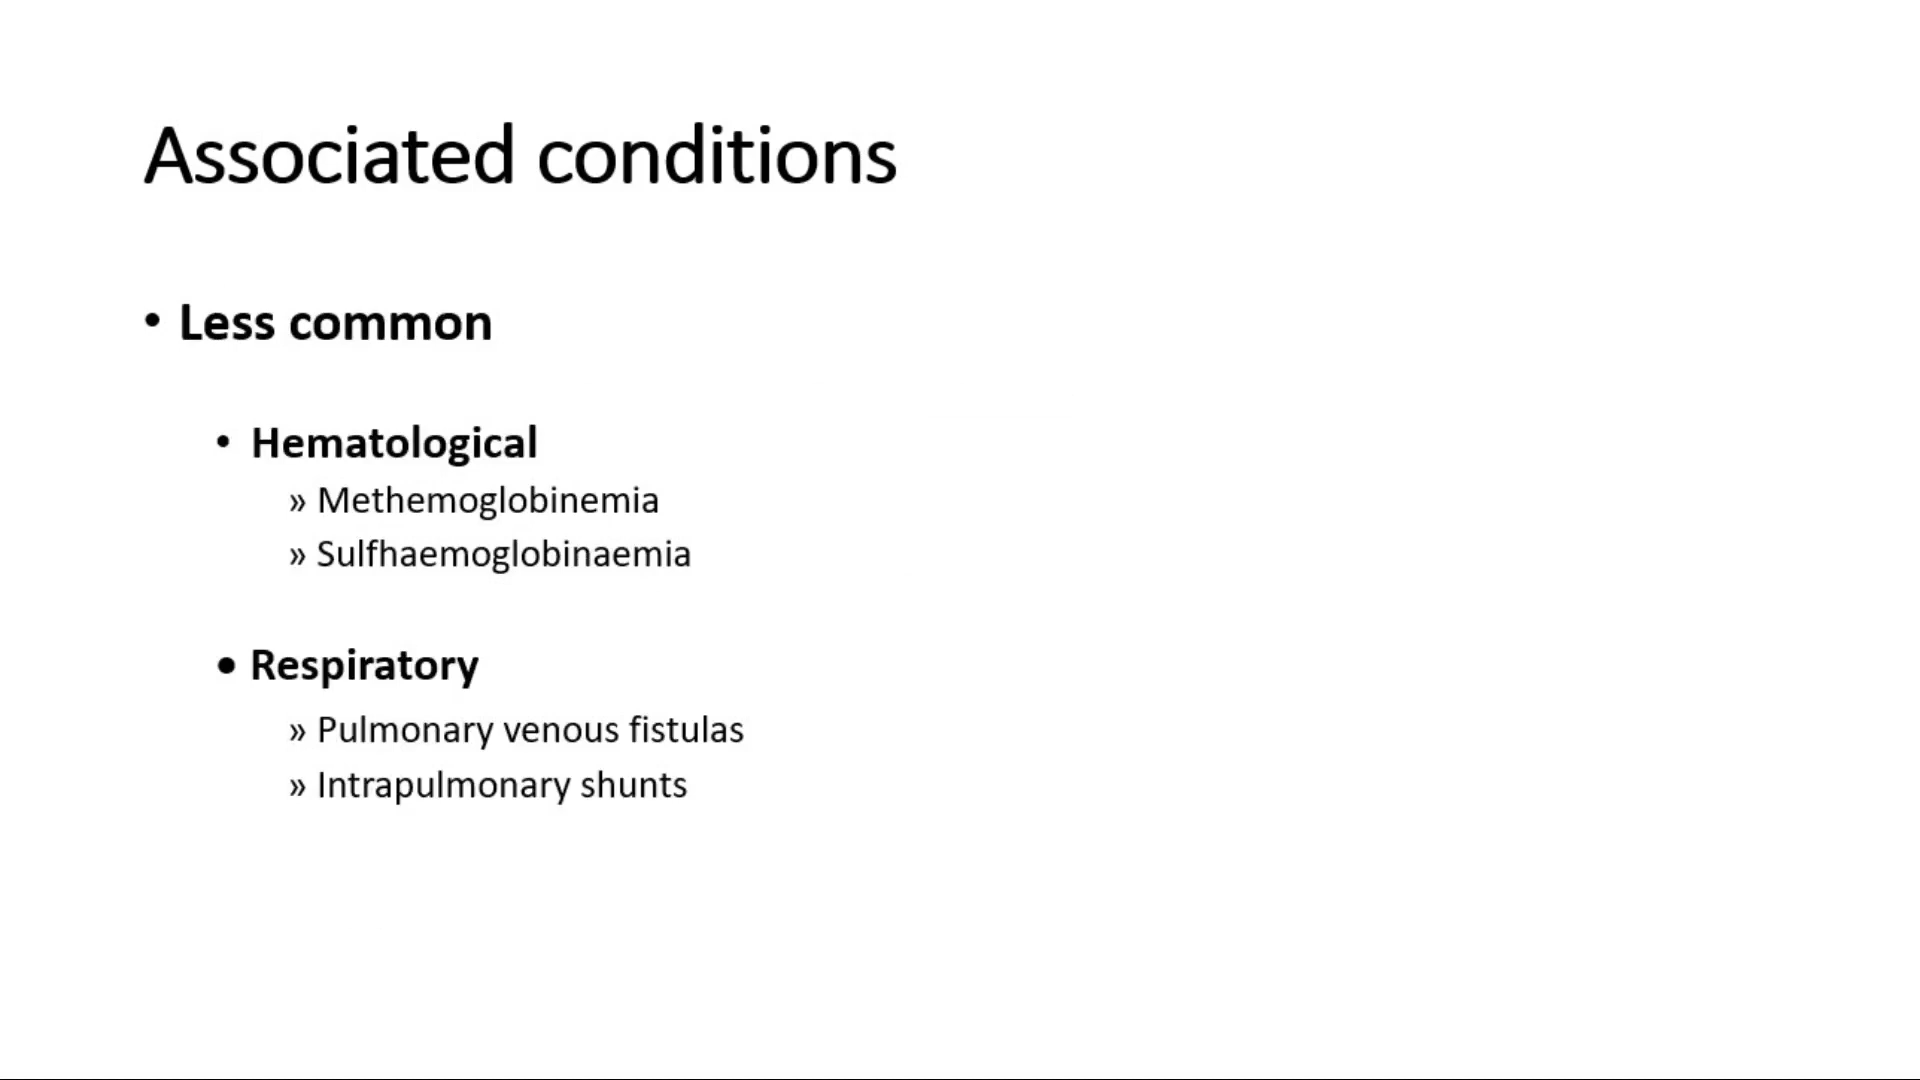 Associated conditions
• Less common
• Hematological
» Methemoglobinemia
» Sulfhaemoglobinaemia
• Respiratory
» Pulmonary venous fistulas
» Intrapulmonary shunts